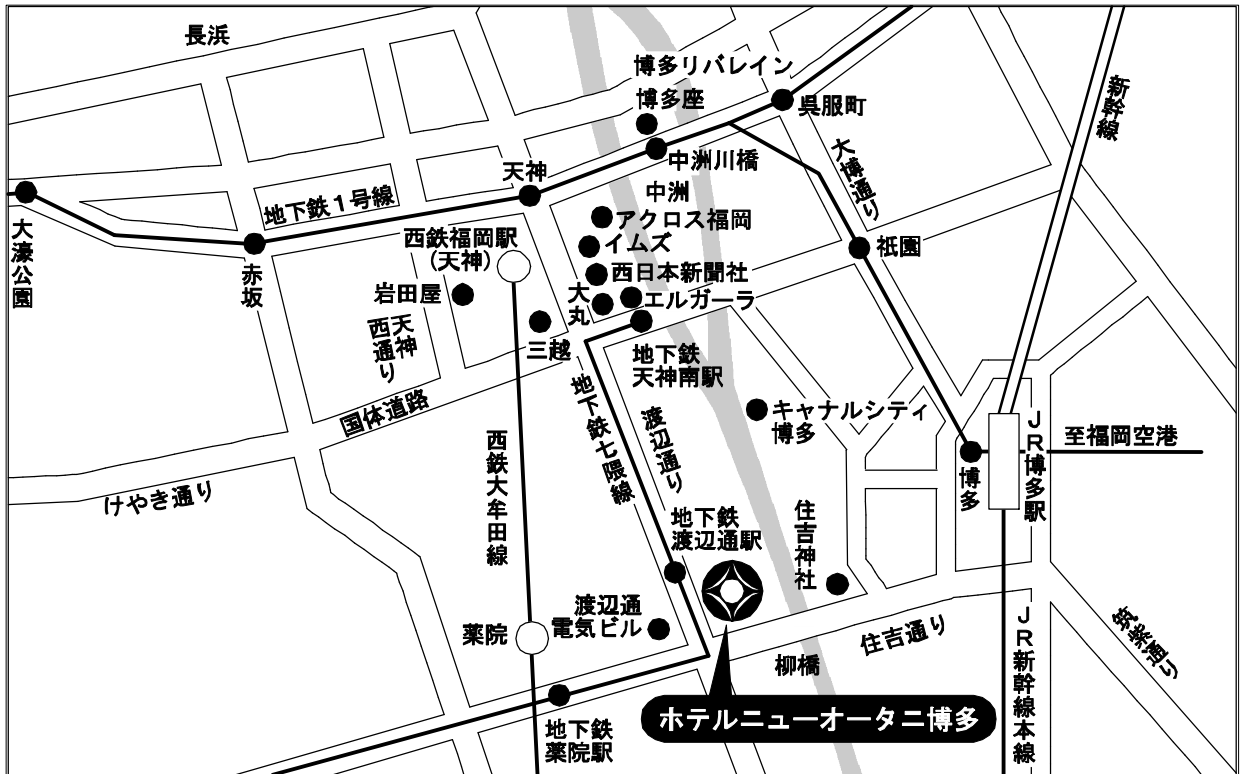 長浜
博多リバレイン
博多座
呉服町
新幹線
中洲川橋
大博通り
天神
中洲
地下鉄1号線
アクロス福岡
大濠公園
赤坂
西鉄福岡駅
(天神)
イムズ
祇園
西日本新聞社
岩田屋
大丸
エルガーラ
天神
西通り
三越
地下鉄
天神南駅
国体道路
地下鉄七隈線
渡辺通り
キャナルシティ
博多
JR博多駅
至福岡空港
博多
西鉄大牟田線
けやき通り
地下鉄
渡辺通駅
住吉神社
渡辺通
電気ビル
薬院
住吉通り
筑紫通り
JR新幹線本線
柳橋
ホテルニューオータニ博多
地下鉄
薬院駅